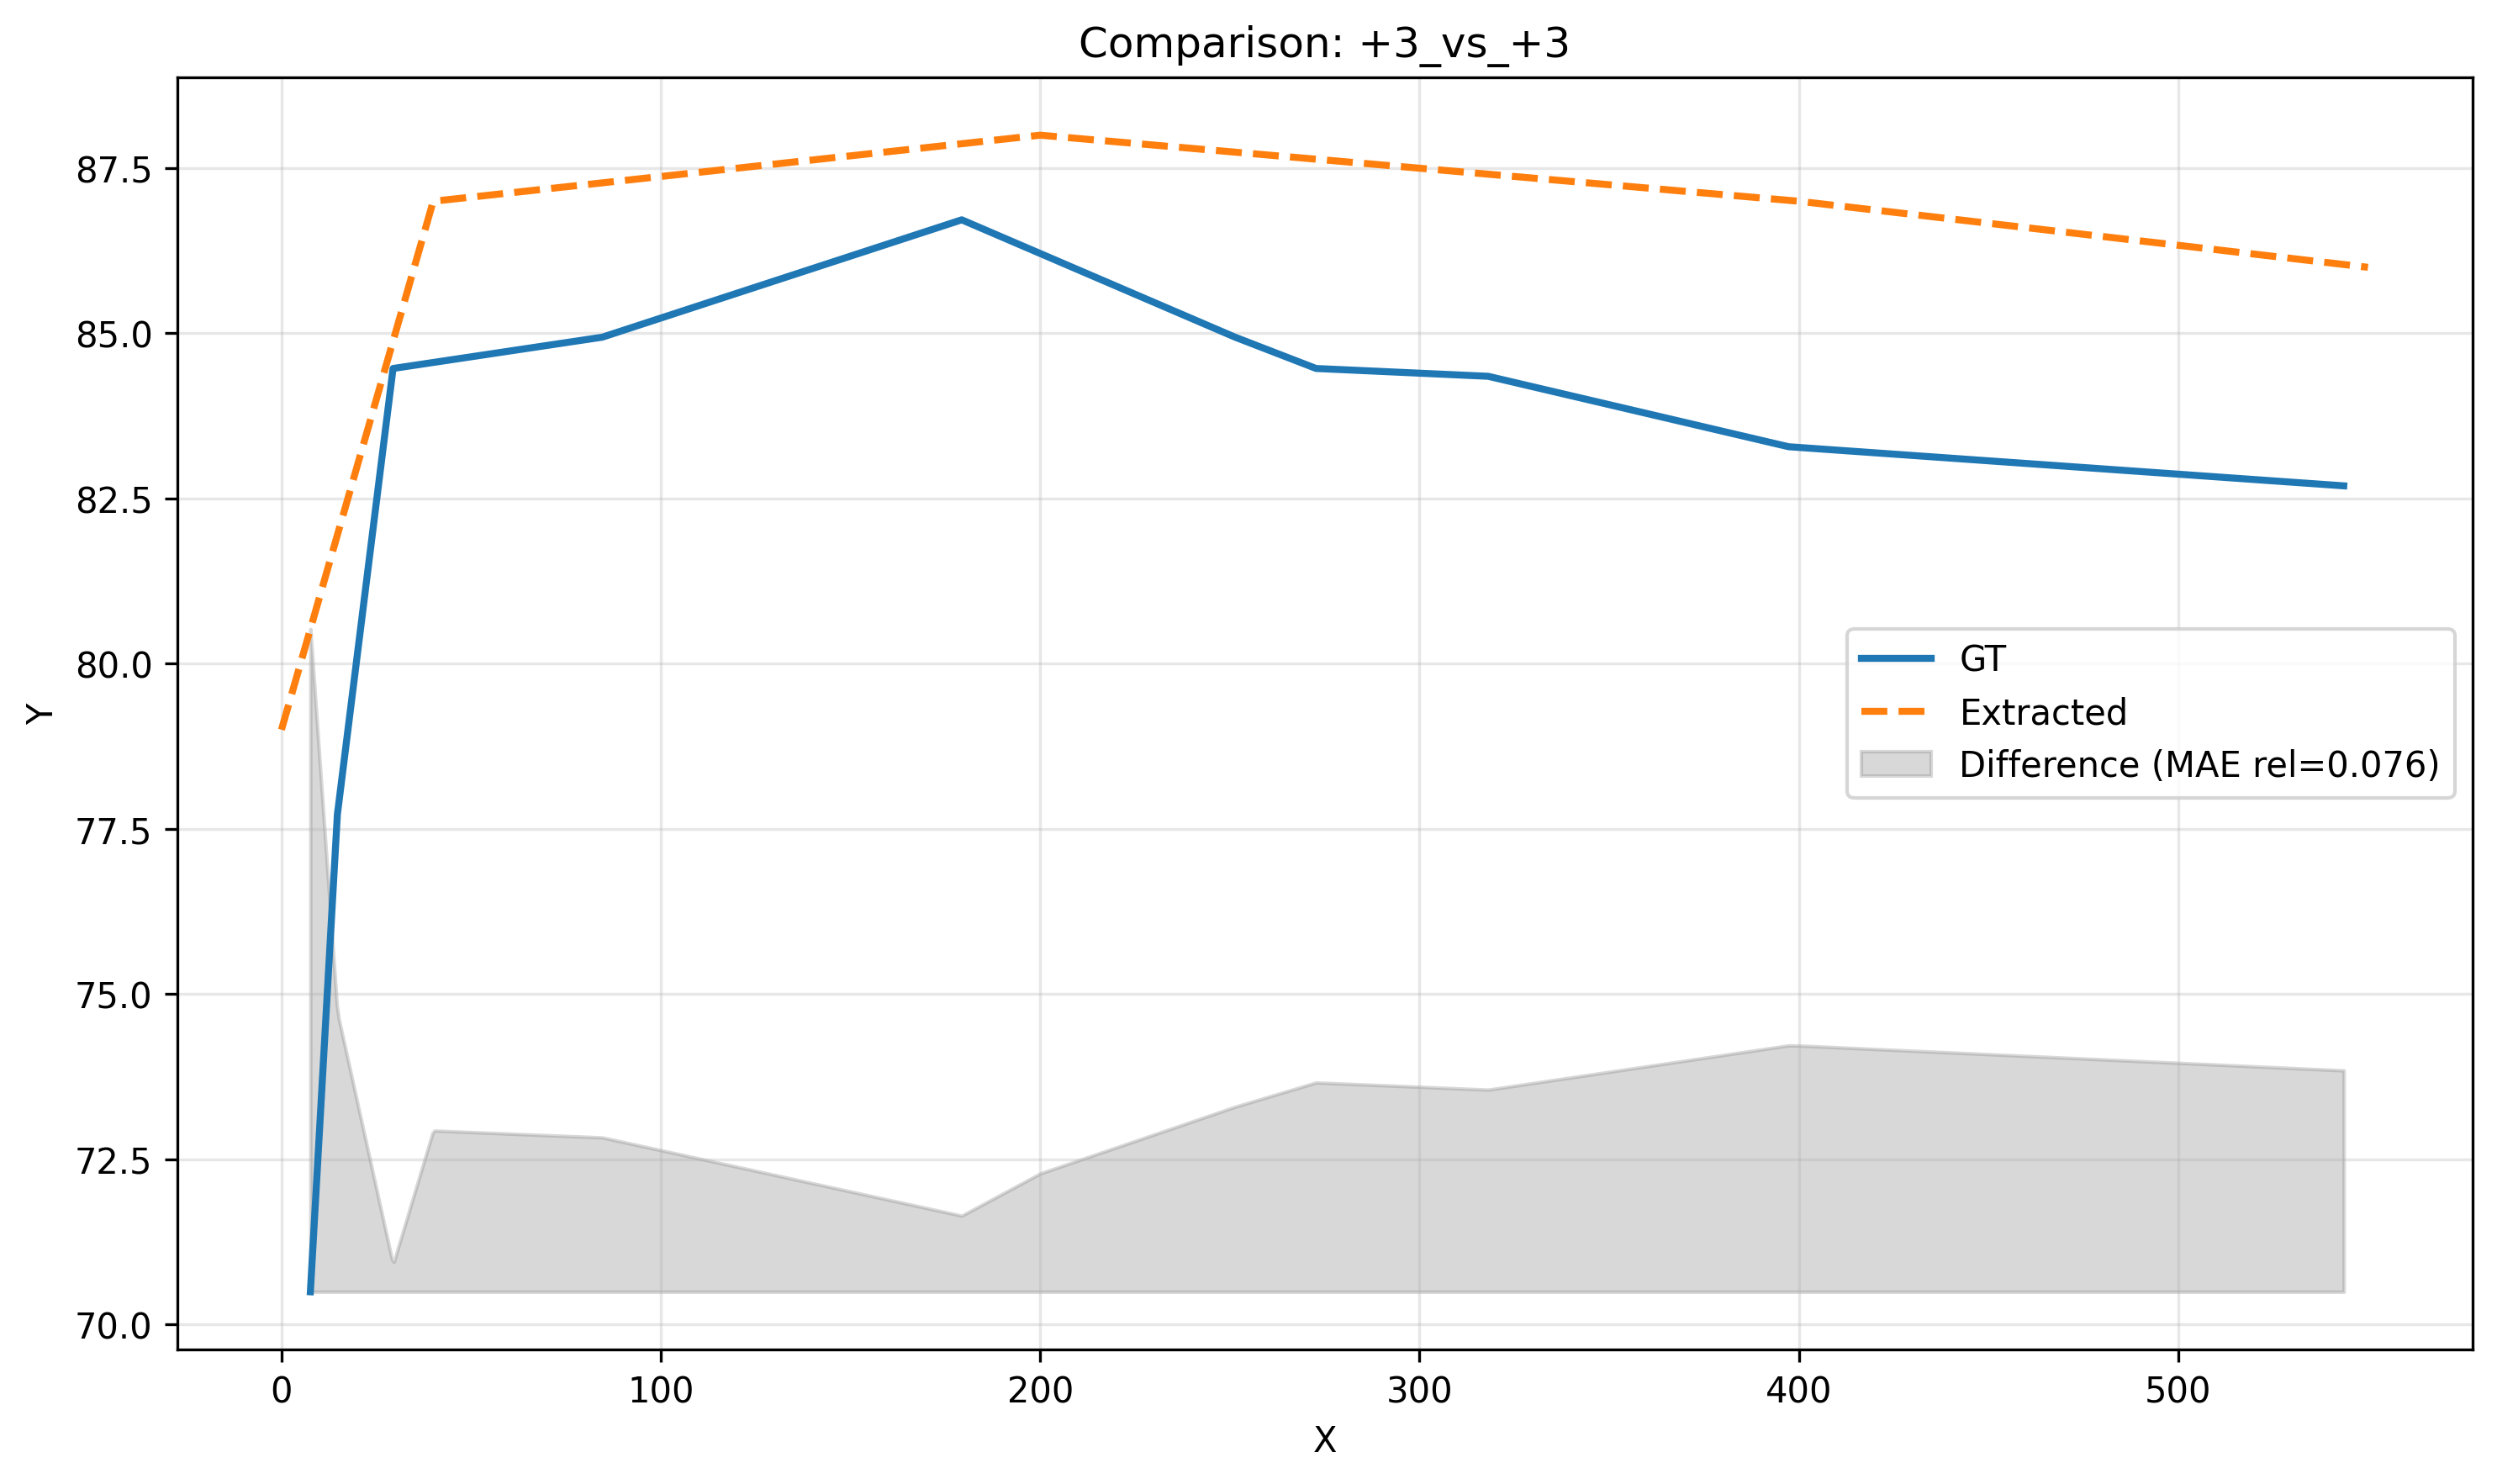 Comparison: +3_vs_+3
Y
87.5
85.0
82.5
80.0
77.5
75.0
72.5
70.0
GT
Extracted
Difference (MAE rel=0.076)
0 100 200 300 400 500
X